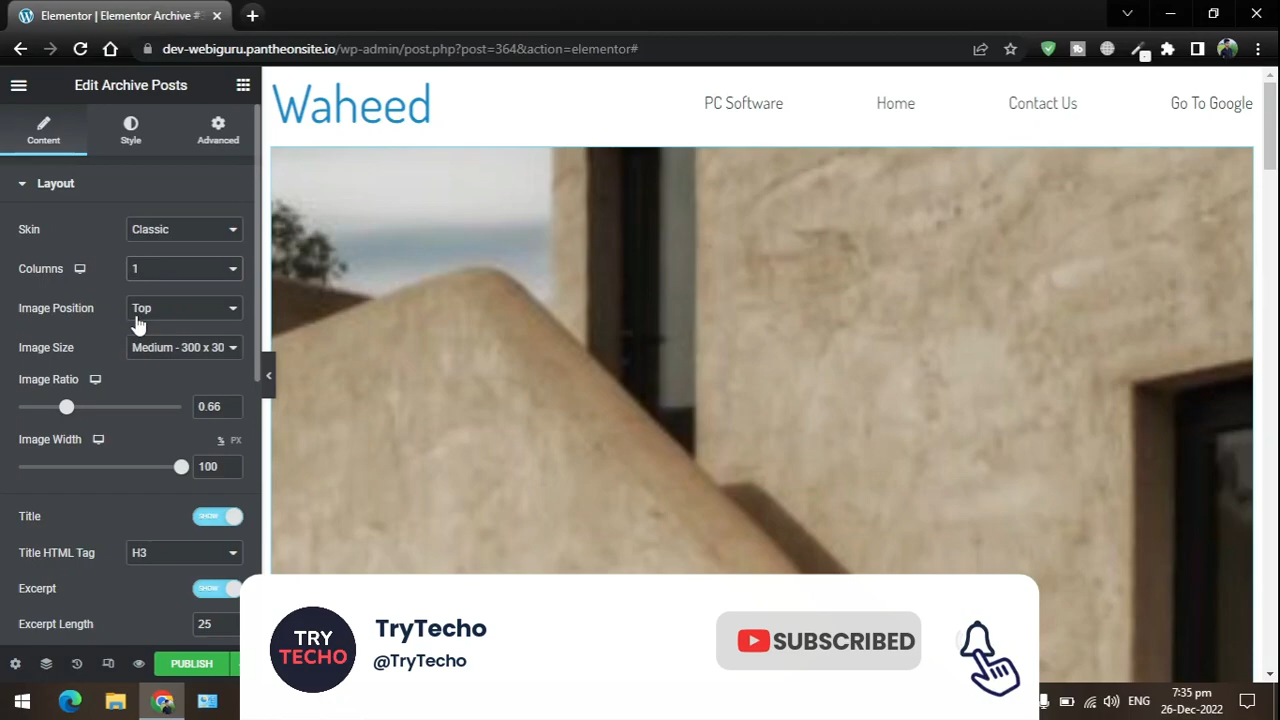 Elementor | Elementor Archive #3
dev-webiguru.pantheonsite.io/wp-admin/post.php?post=364&action=elementor#
Edit Archive Posts
Content
Style
Advanced
Layout
Skin
Classic
Columns
1
Image Position
Top
Image Size
Medium - 300 x 30
Image Ratio
0.66
Image Width
% PX
100
Title
SHOW
Title HTML Tag
H3
Excerpt
SHOW
Excerpt Length
25
PUBLISH
Waheed
PC Software
Home
Contact Us
Go To Google
TRY
TECHO
TryTecho
@TryTecho
SUBSCRIBED
ENG
7:35 pm
26-Dec-2022